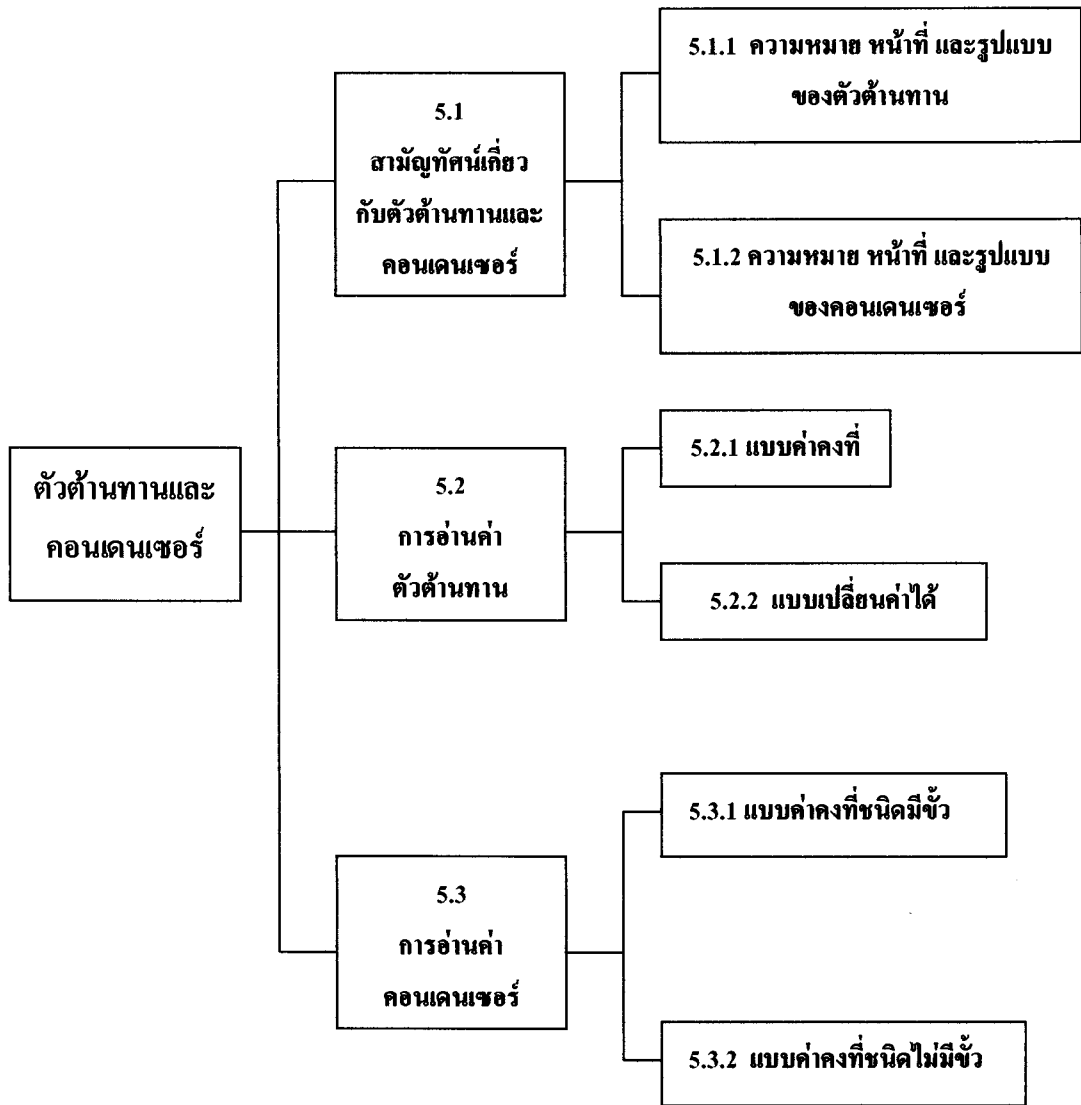 ตัวต้านทานและ
คอนเดนเซอร์
5.1
สามัญทัศน์เกี่ยว
กับตัวต้านทานและ
คอนเดนเซอร์
5.1.1 ความหมาย หน้าที่ และรูปแบบ
ของตัวต้านทาน
5.1.2 ความหมาย หน้าที่ และรูปแบบ
ของคอนเดนเซอร์
5.2
การอ่านค่า
ตัวต้านทาน
5.2.1 แบบค่าคงที่
5.2.2 แบบเปลี่ยนค่าได้
5.3
การอ่านค่า
คอนเดนเซอร์
5.3.1 แบบค่าคงที่ชนิดมีขั้ว
5.3.2 แบบค่าคงที่ชนิดไม่มีขั้ว